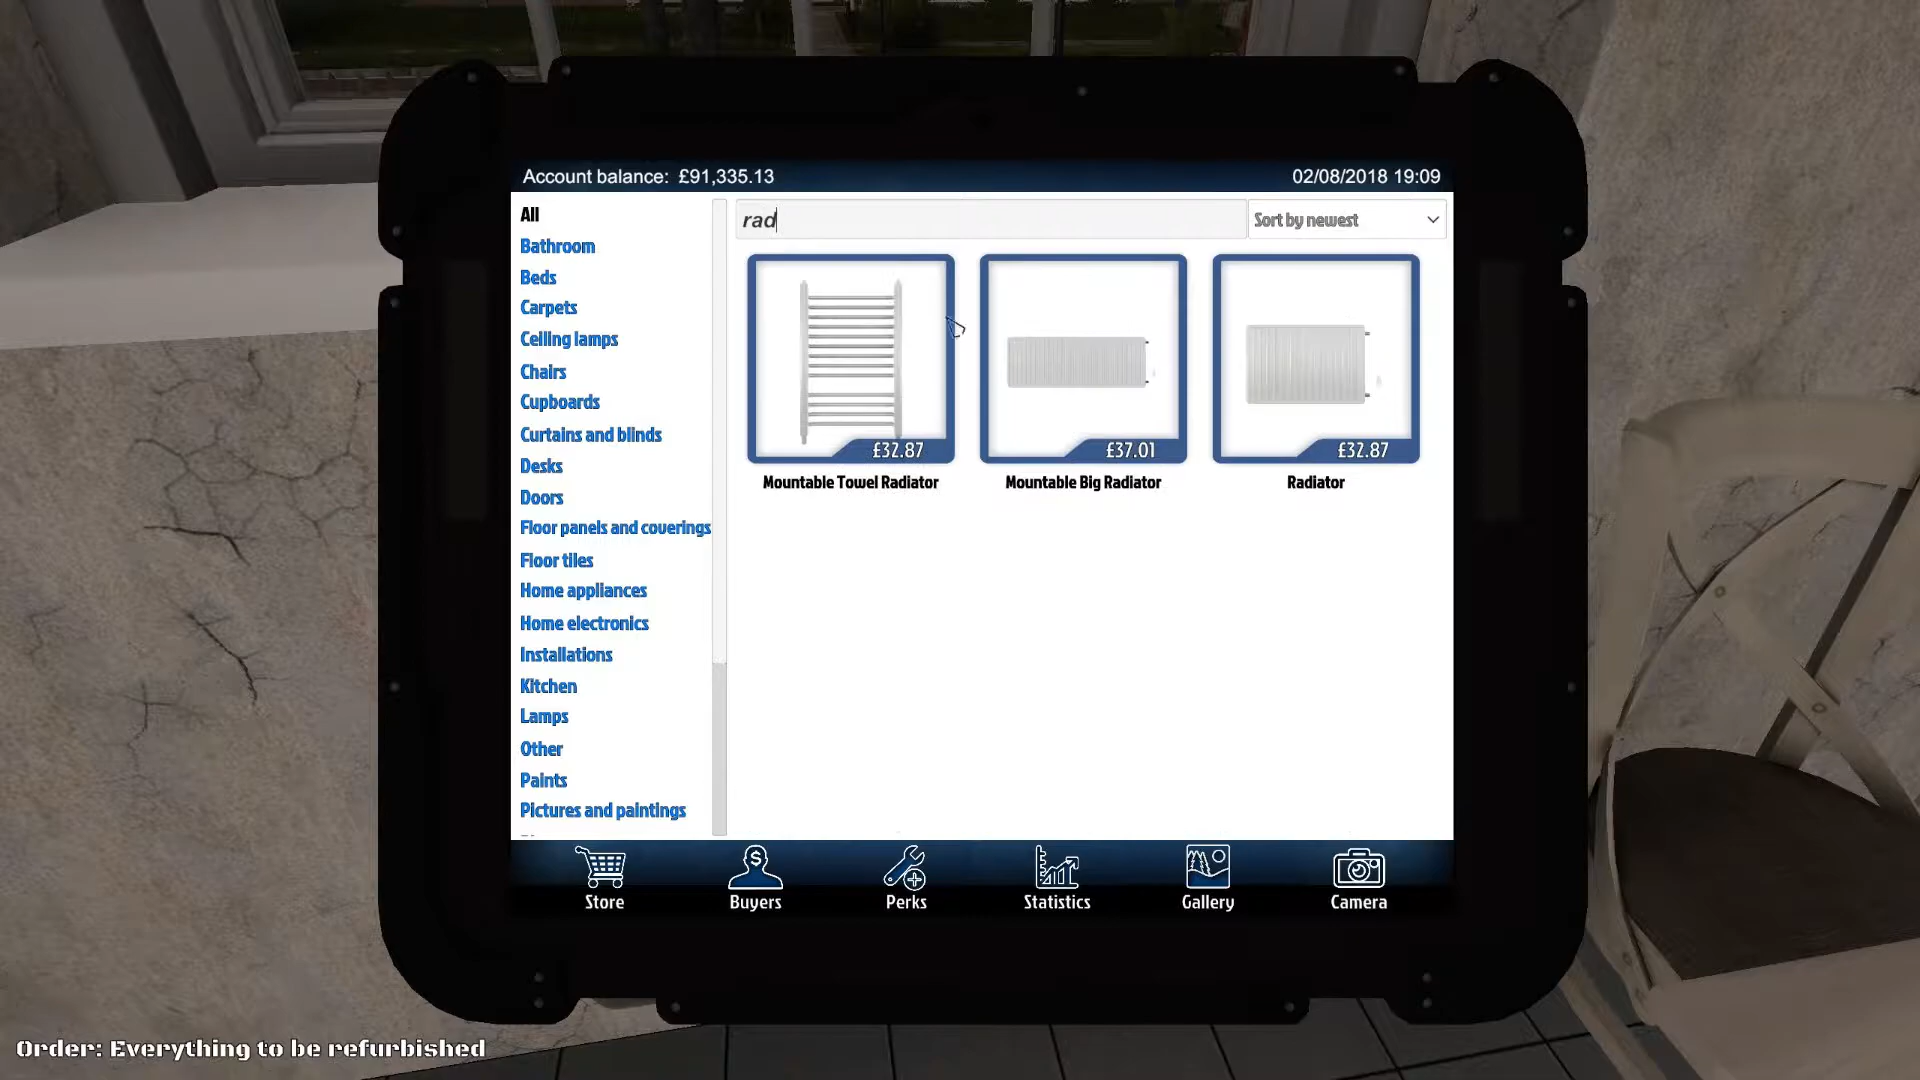 Account balance: £91,335.13
02/08/2018 19:09
All
Bathroom
Beds
Carpets
Ceiling lamps
Chairs
Cupboards
Curtains and blinds
Desks
Doors
Floor panels and coverings
Floor tiles
Home appliances
Home electronics
Installations
Kitchen
Lamps
Other
Paints
Pictures and paintings
rad
Sort by newest
£32.87
£37.01
£32.87
Mountable Towel Radiator
Mountable Big Radiator
Radiator
Store
Buyers
Perks
Statistics
Gallery
Camera
Order: Everything to be refurbished